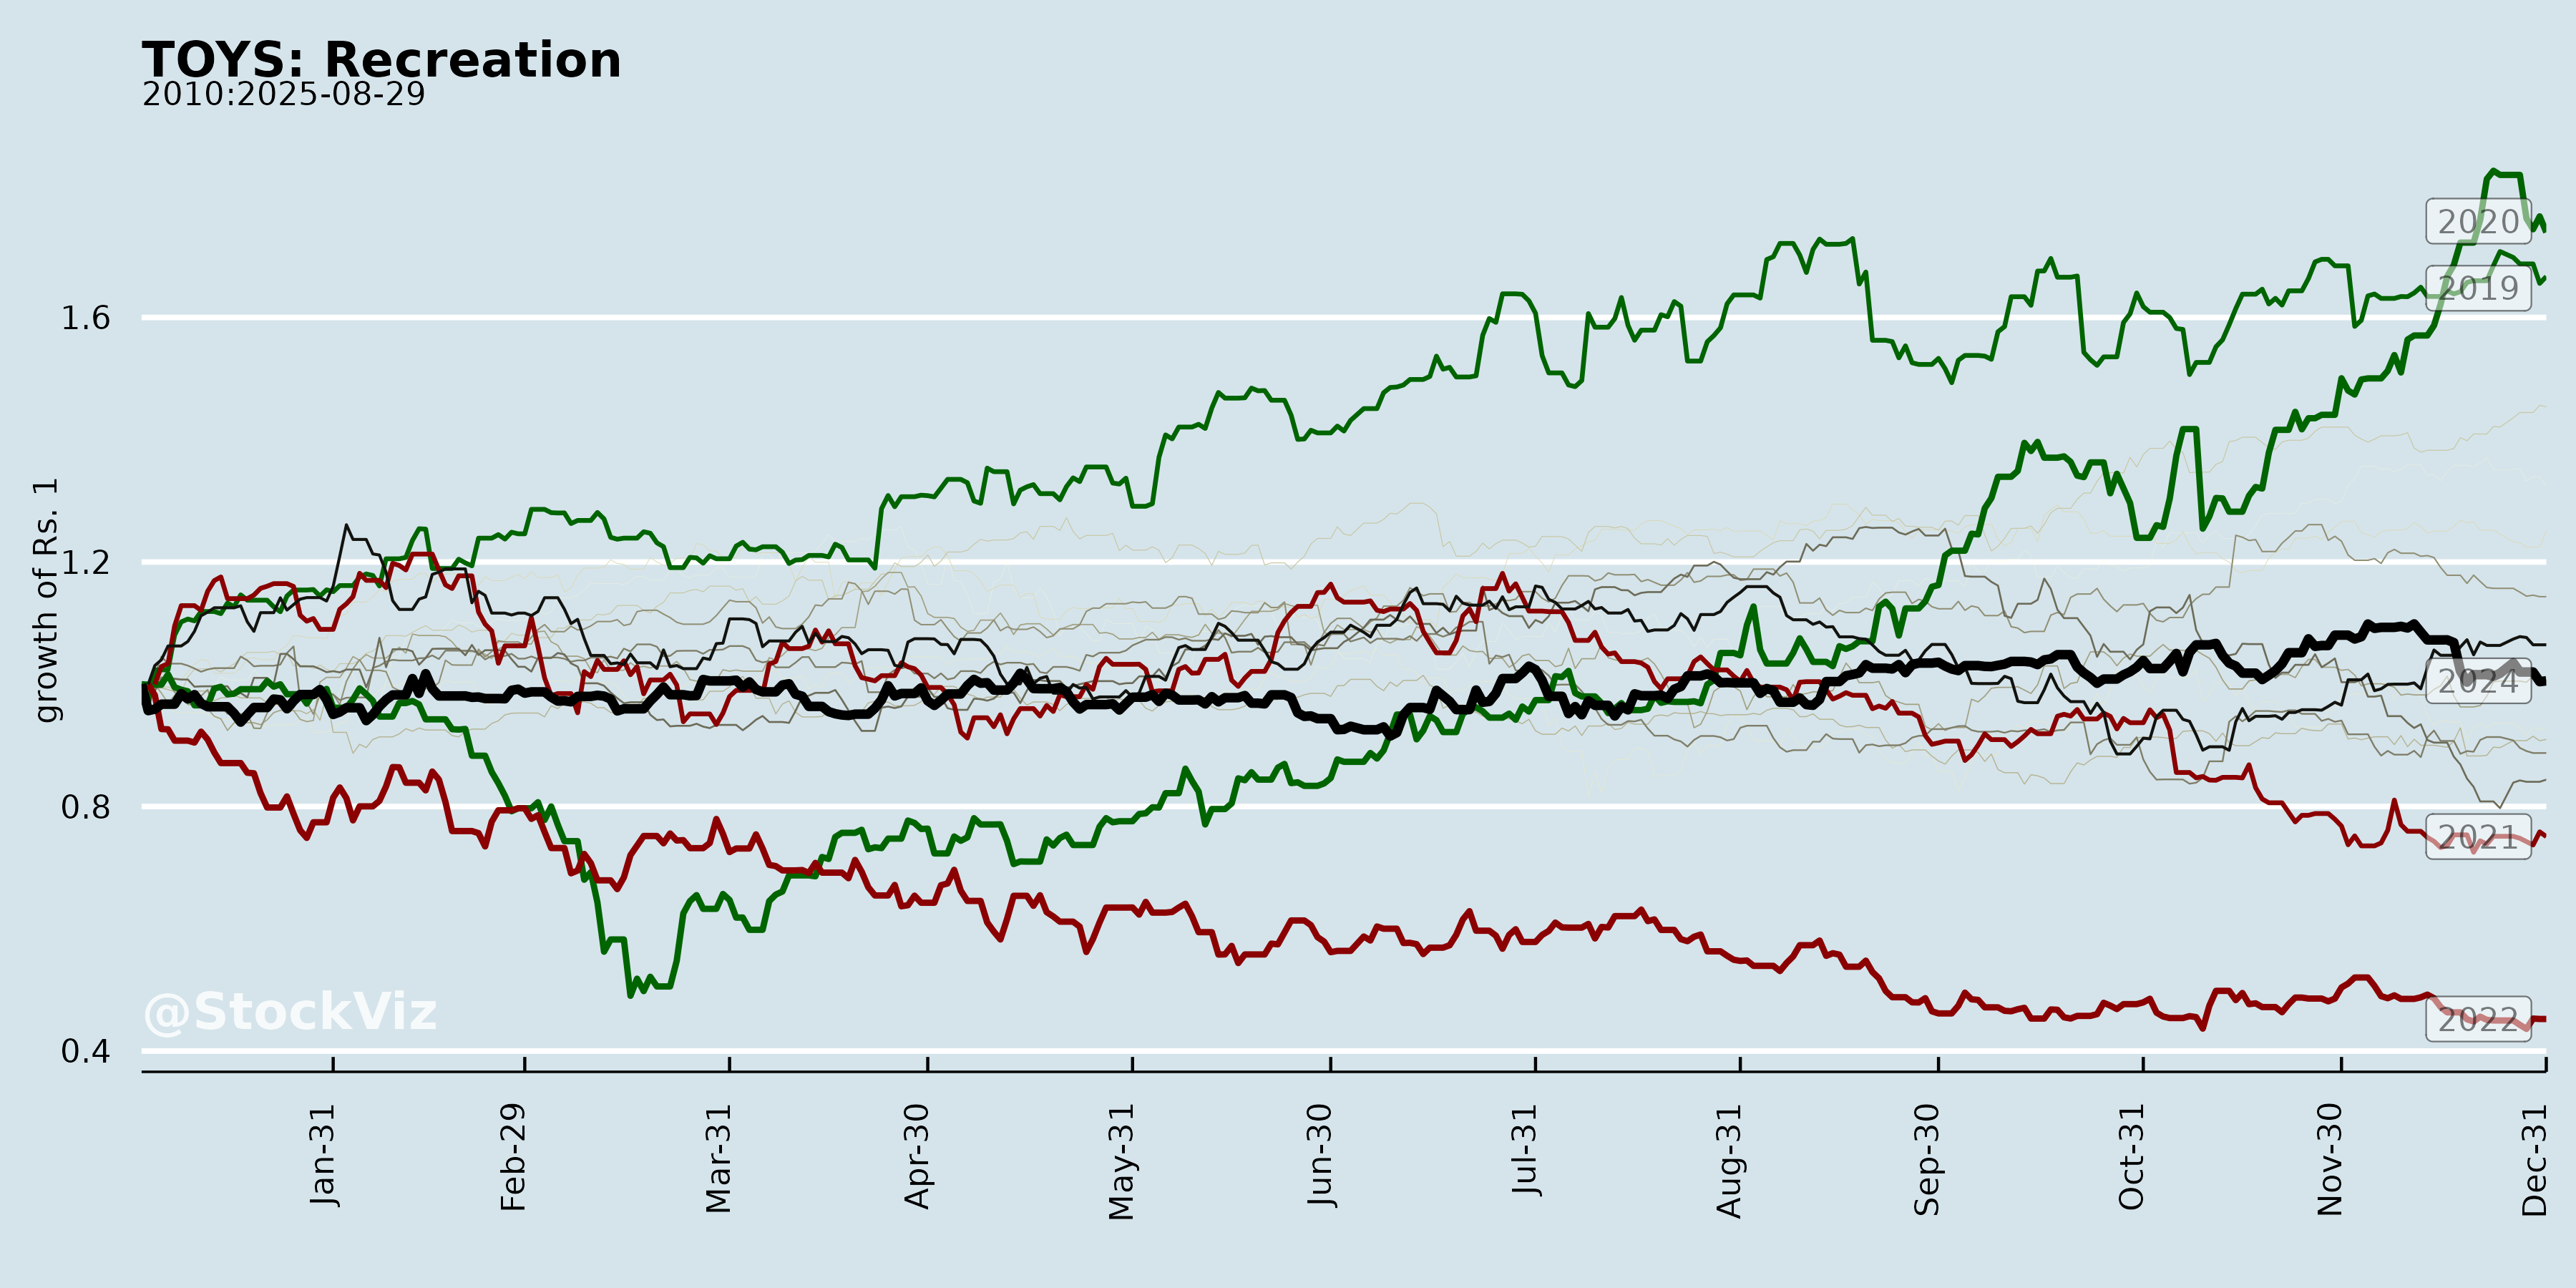 TOYS: Recreation
2010:2025-08-29
growth of Rs. 1
1.6
1.2
0.8
0.4
2020
2019
2024
2021
2022
@StockViz
Jan-31
Feb-29
Mar-31
Apr-30
May-31
Jun-30
Jul-31
Aug-31
Sep-30
Oct-31
Nov-30
Dec-31